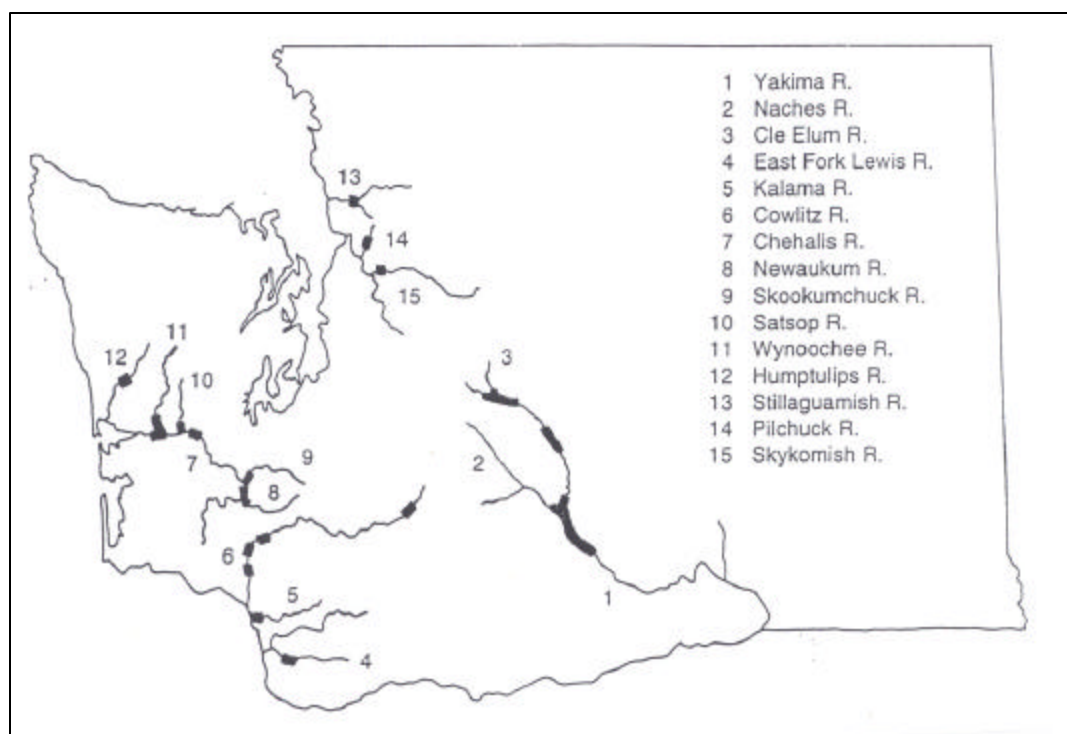 1 Yakima R.
2 Naches R.
3 Cle Elum R.
4 East Fork Lewis R.
5 Kalama R.
6 Cowlitz R.
7 Chehalis R.
8 Newaukum R.
9 Skookumchuck R.
10 Satsop R.
11 Wynoochee R.
12 Humptulips R.
13 Stillaguamish R.
14 Pilchuck R.
15 Skykomish R.
13
14
15
11
12
10
3
7
9
2
8
6
5
1
4